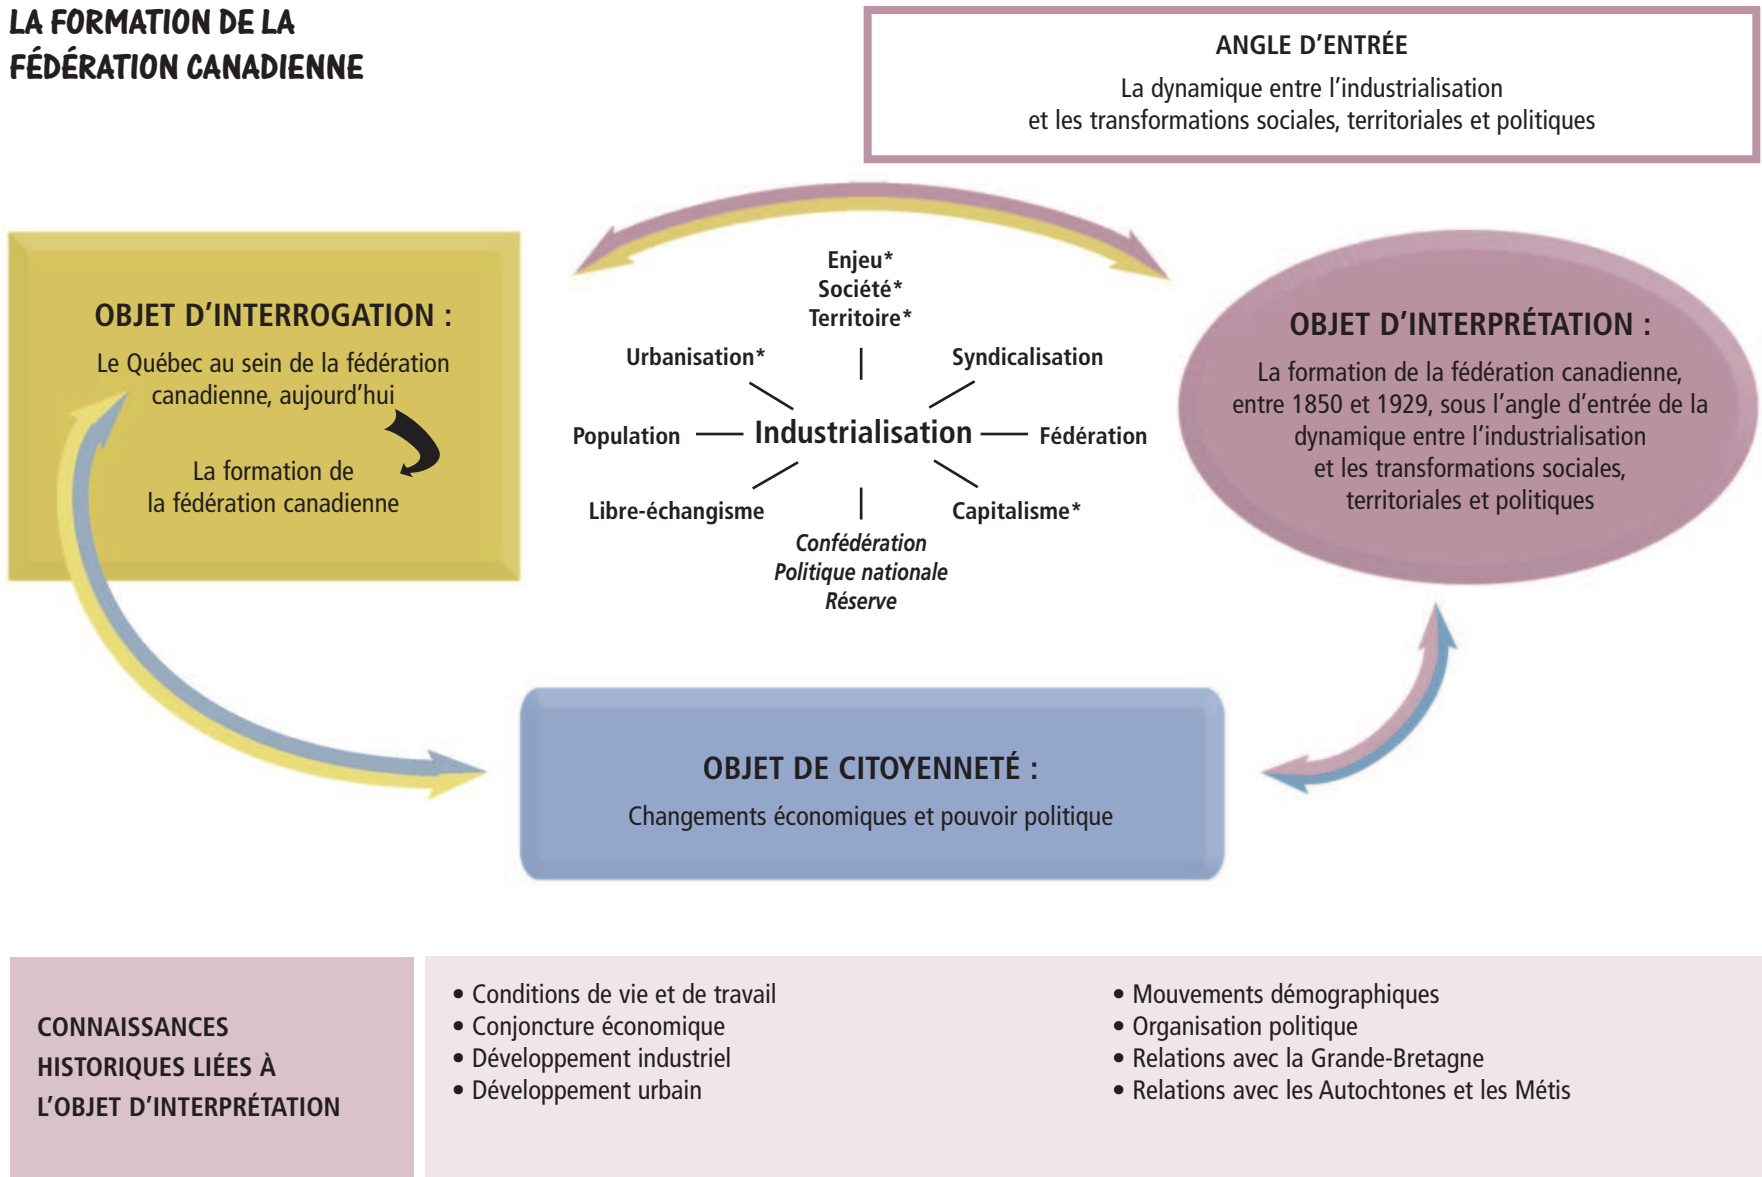 LA FORMATION DE LA
FÉDÉRATION CANADIENNE
ANGLE D'ENTRÉE
La dynamique entre l'industrialisation
et les transformations sociales, territoriales et politiques
OBJET D'INTERROGATION :
Le Québec au sein de la fédération
canadienne, aujourd'hui
La formation de
la fédération canadienne
Enjeu*
Société*
Territoire*
Urbanisation*
Syndicalisation
Population
Industrialisation
Fédération
Libre-échangisme
Capitalisme*
Confédération
Politique nationale
Réserve
OBJET D'INTERPRÉTATION :
La formation de la fédération canadienne,
entre 1850 et 1929, sous l'angle d'entrée de la
dynamique entre l'industrialisation
et les transformations sociales,
territoriales et politiques
OBJET DE CITOYENNETÉ :
Changements économiques et pouvoir politique
CONNAISSANCES
HISTORIQUES LIÉES À
L'OBJET D'INTERPRÉTATION
• Conditions de vie et de travail
• Conjoncture économique
• Développement industriel
• Développement urbain
• Mouvements démographiques
• Organisation politique
• Relations avec la Grande-Bretagne
• Relations avec les Autochtones et les Métis